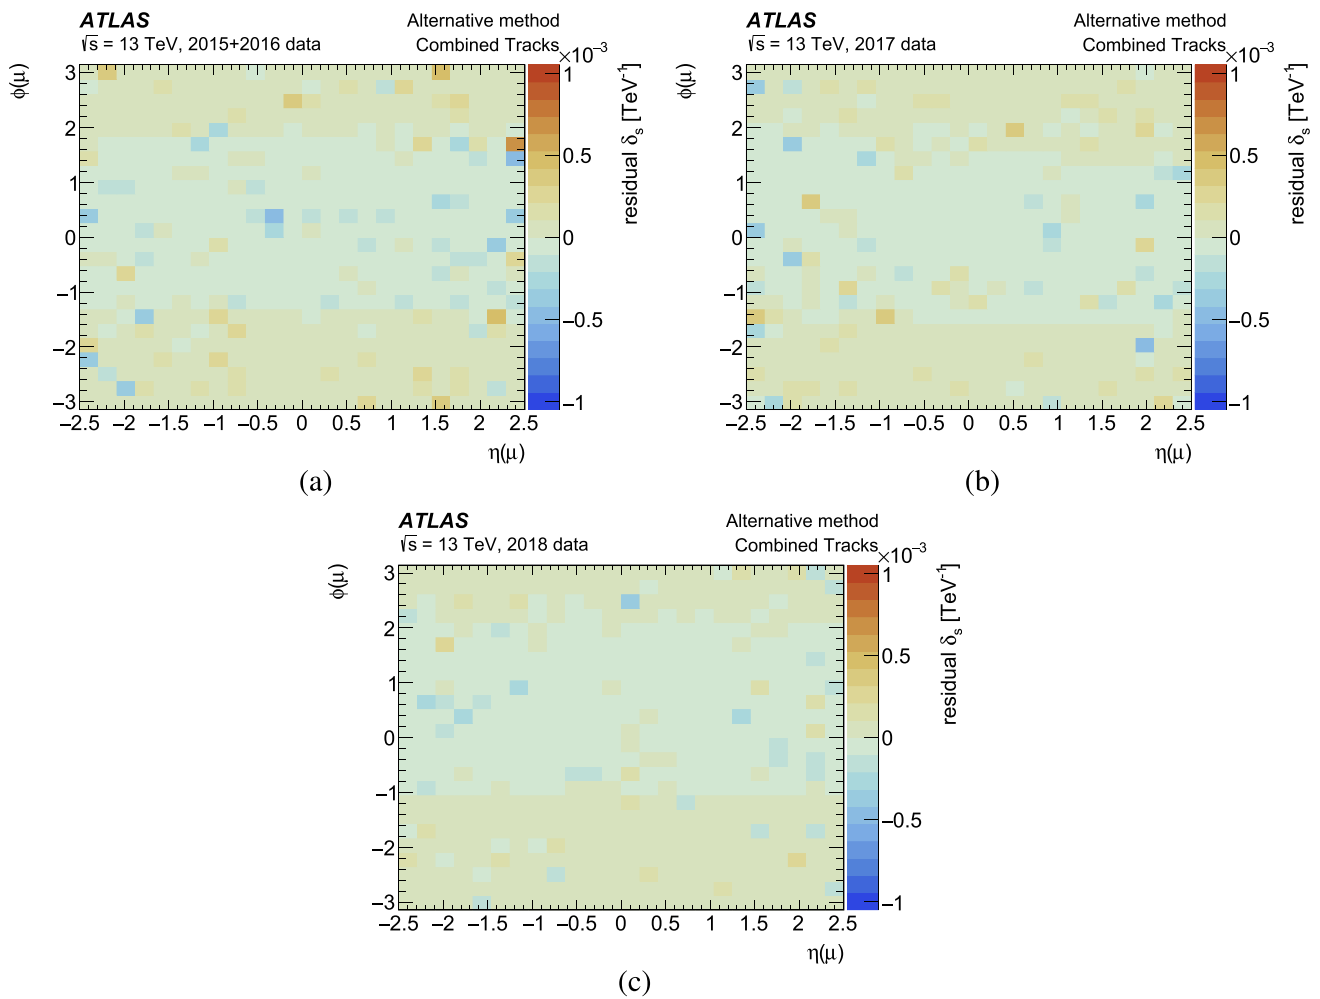 ATLAS Alternative method
√s = 13 TeV, 2015+2016 data Combined Tracks
×10⁻³
ϕ(μ)
3
2
1
0
−1
−2
−3
−2.5 −2 −1.5 −1 −0.5 0 0.5 1 1.5 2 2.5
η(μ)
1
0.5
0
−0.5
−1
residual δₛ [TeV⁻¹]
(a)
ATLAS Alternative method
√s = 13 TeV, 2017 data Combined Tracks
×10⁻³
ϕ(μ)
3
2
1
0
−1
−2
−3
−2.5 −2 −1.5 −1 −0.5 0 0.5 1 1.5 2 2.5
η(μ)
1
0.5
0
−0.5
−1
residual δₛ [TeV⁻¹]
(b)
ATLAS Alternative method
√s = 13 TeV, 2018 data Combined Tracks
×10⁻³
ϕ(μ)
3
2
1
0
−1
−2
−3
−2.5 −2 −1.5 −1 −0.5 0 0.5 1 1.5 2 2.5
η(μ)
1
0.5
0
−0.5
−1
residual δₛ [TeV⁻¹]
(c)